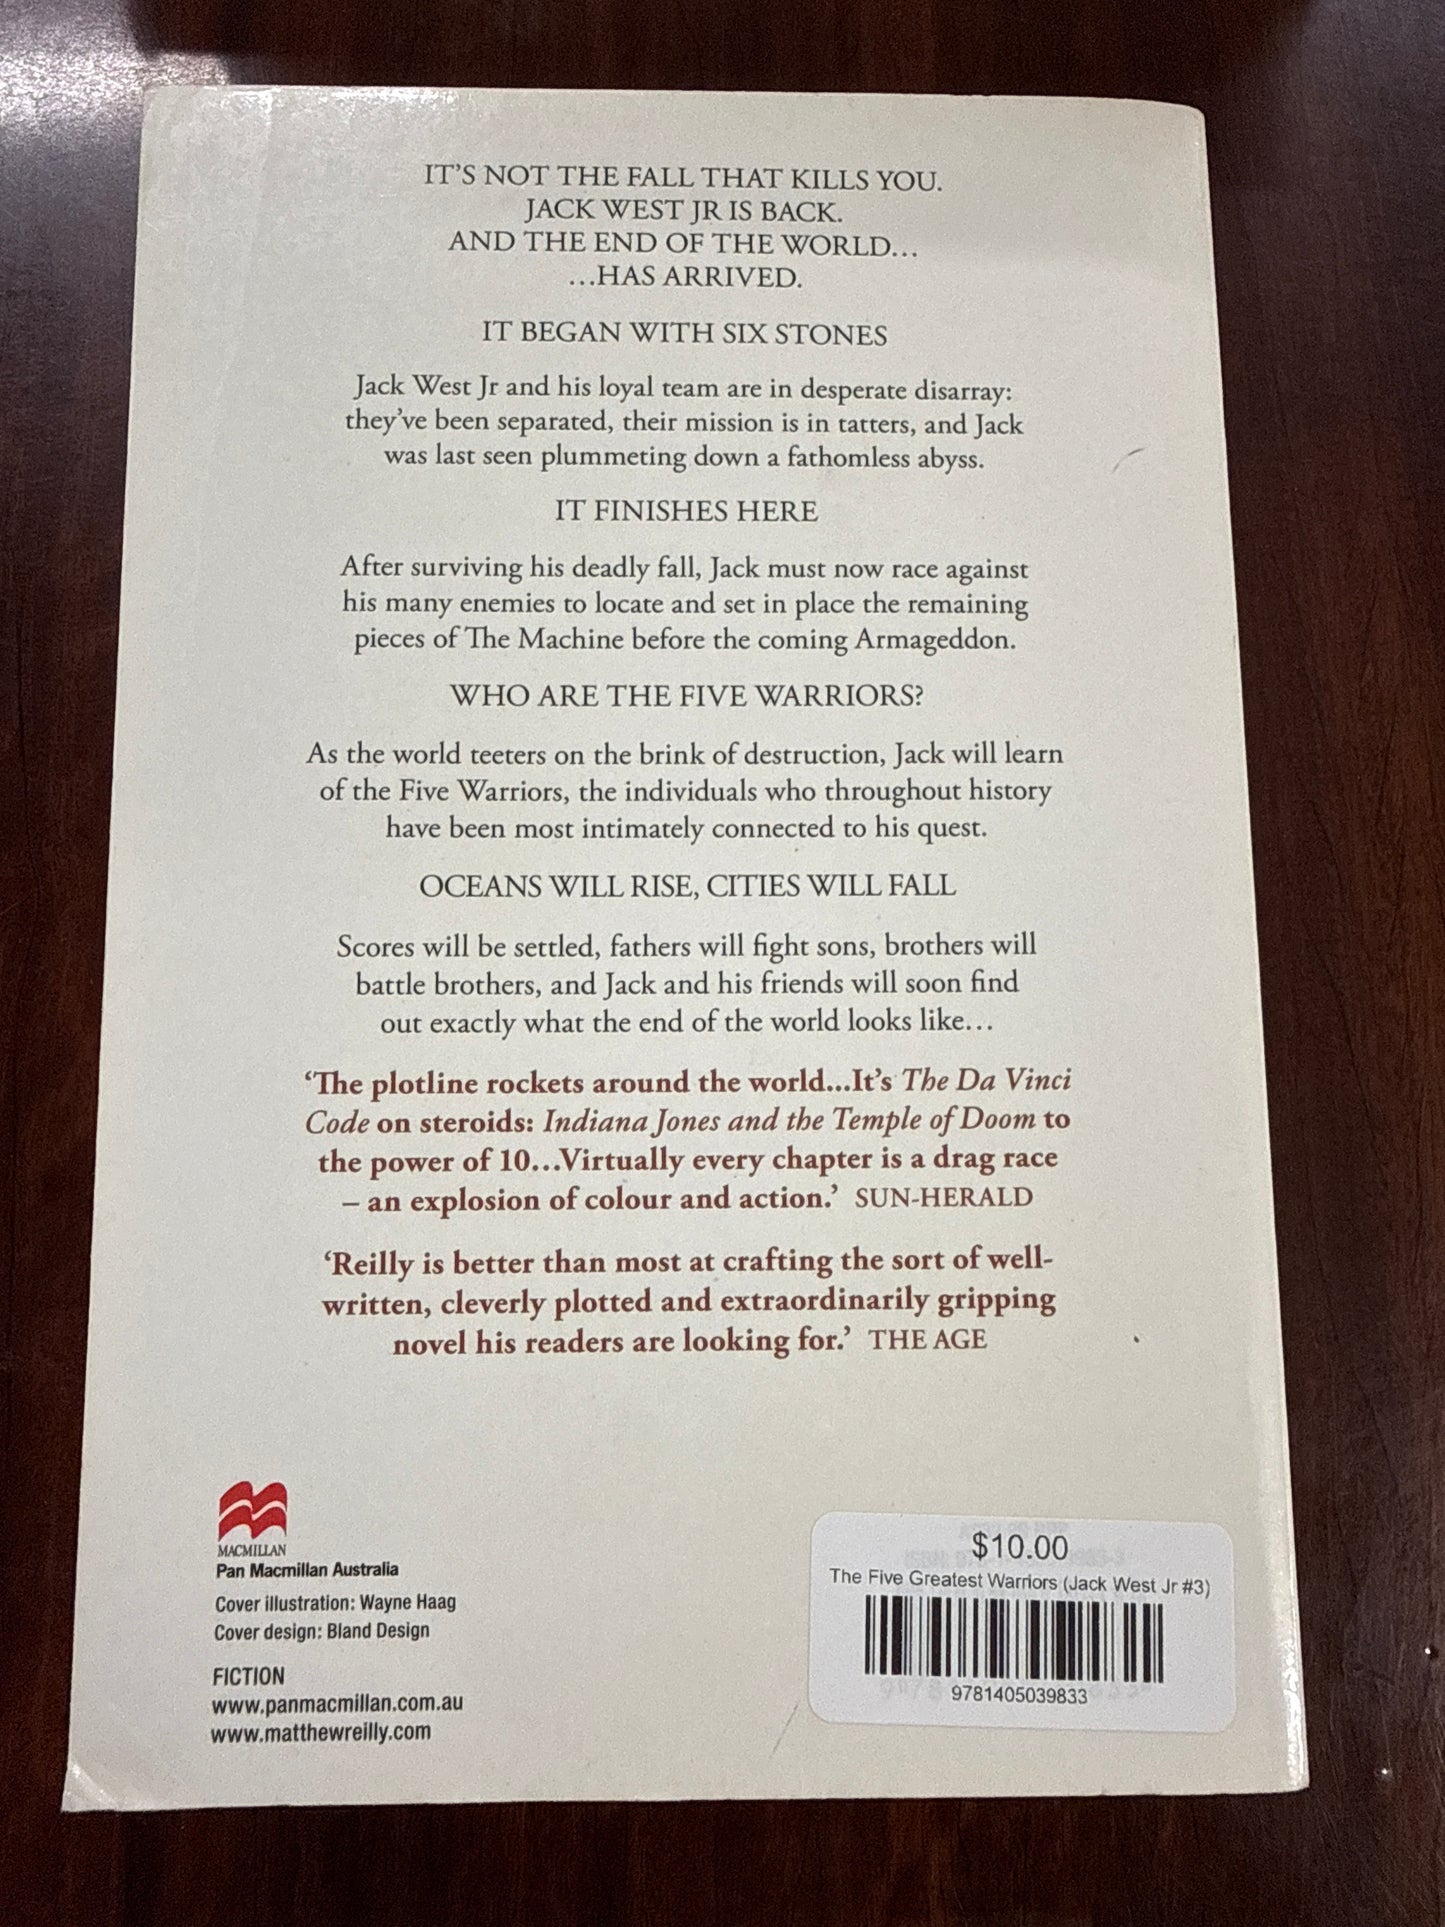 IT’S NOT THE FALL THAT KILLS YOU.
JACK WEST JR IS BACK.
AND THE END OF THE WORLD…
…HAS ARRIVED.
IT BEGAN WITH SIX STONES
Jack West Jr and his loyal team are in desperate disarray:
they’ve been separated, their mission is in tatters, and Jack
was last seen plummeting down a fathomless abyss.
IT FINISHES HERE
After surviving his deadly fall, Jack must now race against
his many enemies to locate and set in place the remaining
pieces of The Machine before the coming Armageddon.
WHO ARE THE FIVE WARRIORS?
As the world teeters on the brink of destruction, Jack will learn
of the Five Warriors, the individuals who throughout history
have been most intimately connected to his quest.
OCEANS WILL RISE, CITIES WILL FALL
Scores will be settled, fathers will fight sons, brothers will
battle brothers, and Jack and his friends will soon find
out exactly what the end of the world looks like…
‘The plotline rockets around the world...It’s The Da Vinci
Code on steroids: Indiana Jones and the Temple of Doom to
the power of 10…Virtually every chapter is a drag race
– an explosion of colour and action.’ SUN-HERALD
‘Reilly is better than most at crafting the sort of well-
written, cleverly plotted and extraordinarily gripping
novel his readers are looking for.’ THE AGE
MACMILLAN
Pan Macmillan Australia
Cover illustration: Wayne Haag
Cover design: Bland Design
FICTION
www.panmacmillan.com.au
www.matthewreilly.com
$10.00
The Five Greatest Warriors (Jack West Jr #3)
9781405039833